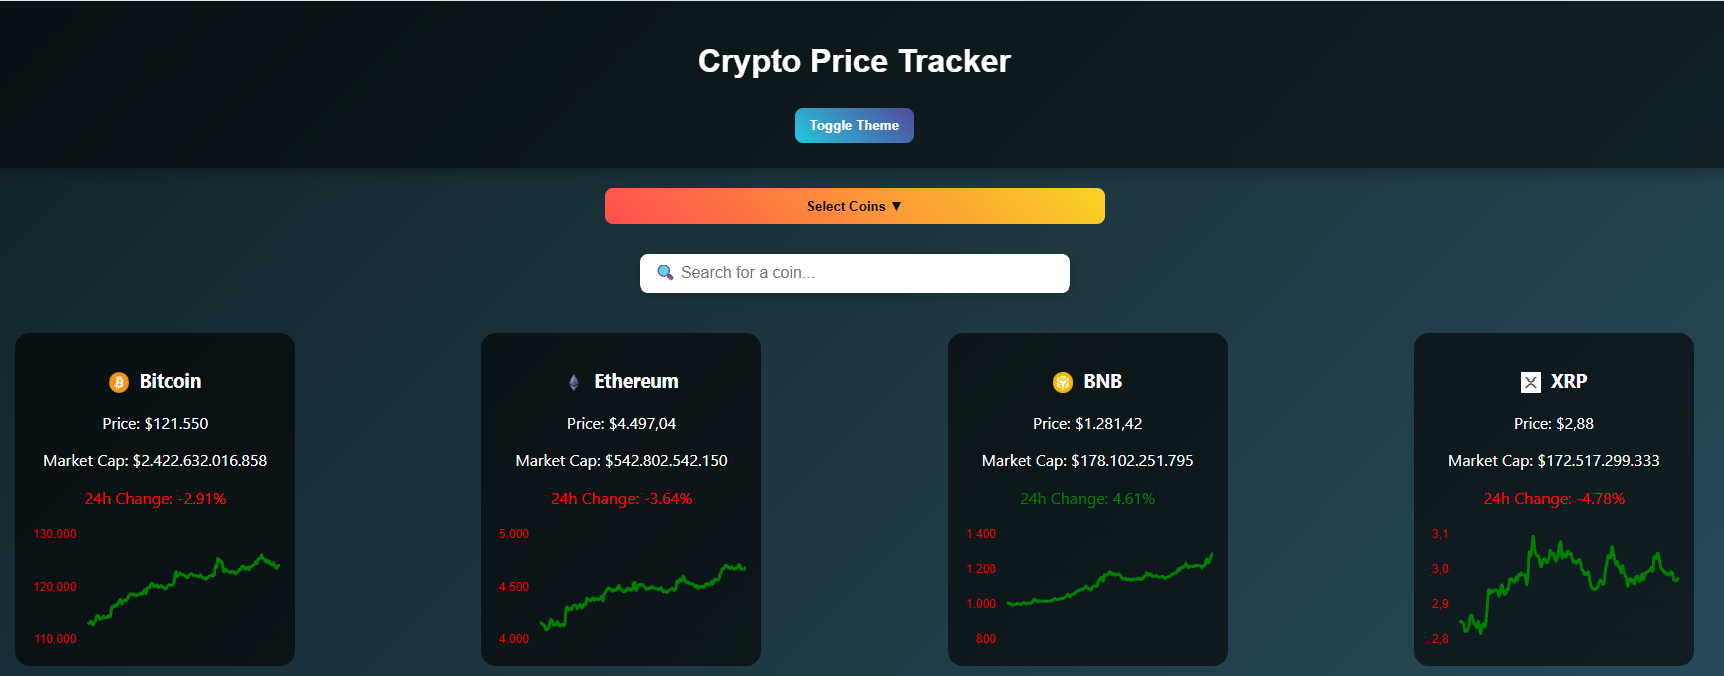 Crypto Price Tracker
Toggle Theme
Select Coins ▼
Search for a coin...
Bitcoin
Price: $121.550
Market Cap: $2.422.632.016.858
24h Change: -2.91%
130.000
120.000
110.000
Ethereum
Price: $4.497,04
Market Cap: $542.802.542.150
24h Change: -3.64%
5.000
4.500
4.000
BNB
Price: $1.281,42
Market Cap: $178.102.251.795
24h Change: 4.61%
1.400
1.200
1.000
800
XRP
Price: $2,88
Market Cap: $172.517.299.333
24h Change: -4.78%
3,1
3,0
2,9
2,8